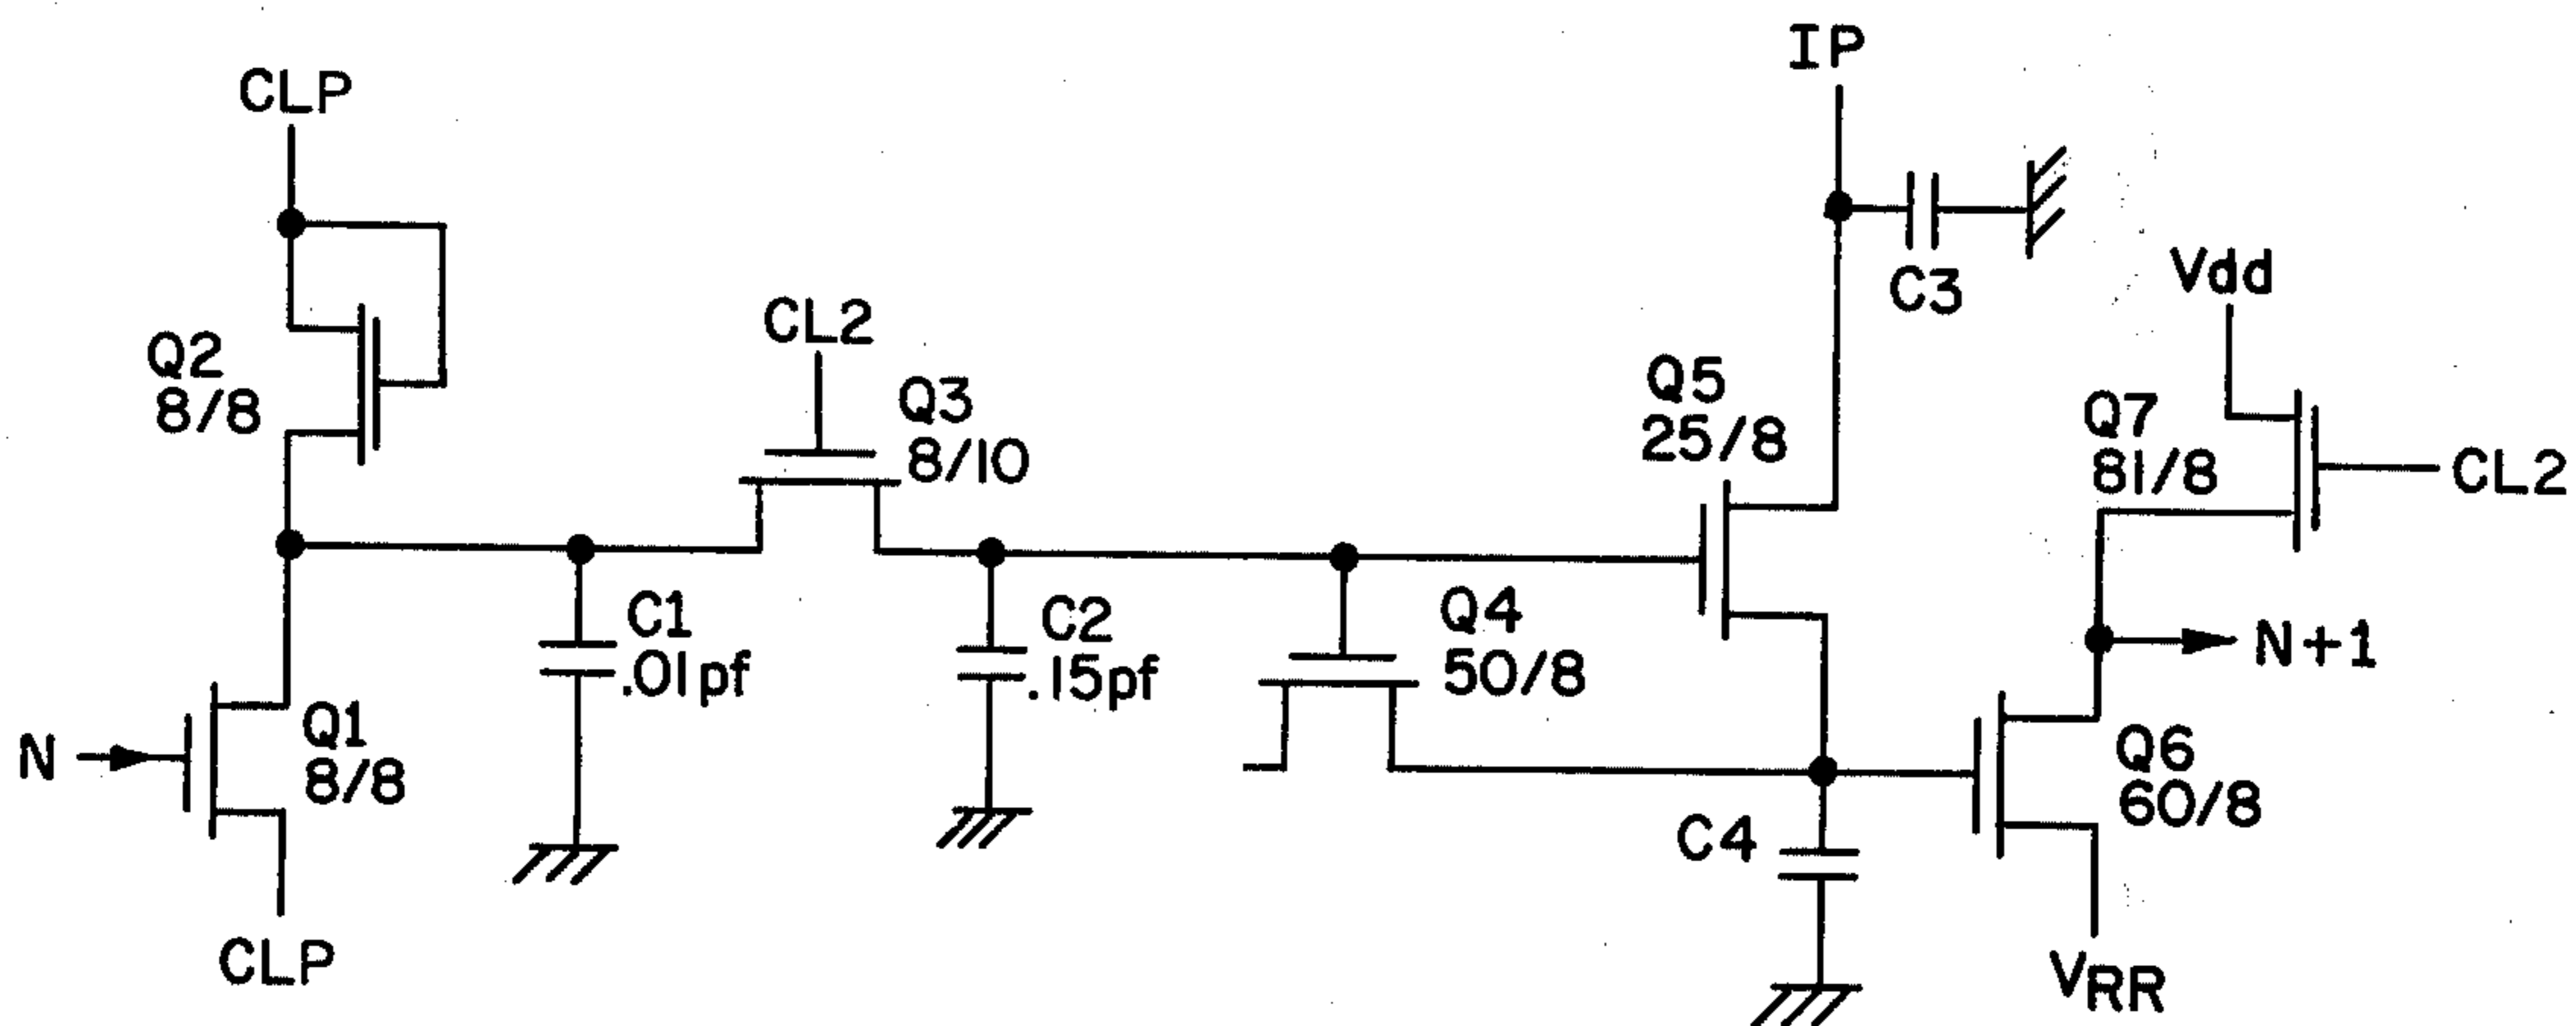 IP
CLP
Vdd
C3
CL2
Q2
8/8
Q3
8/10
Q5
25/8
Q7
81/8
CL2
C1
.01pf
C2
.15pf
Q4
50/8
N+1
N
Q1
8/8
Q6
60/8
C4
CLP
VRR